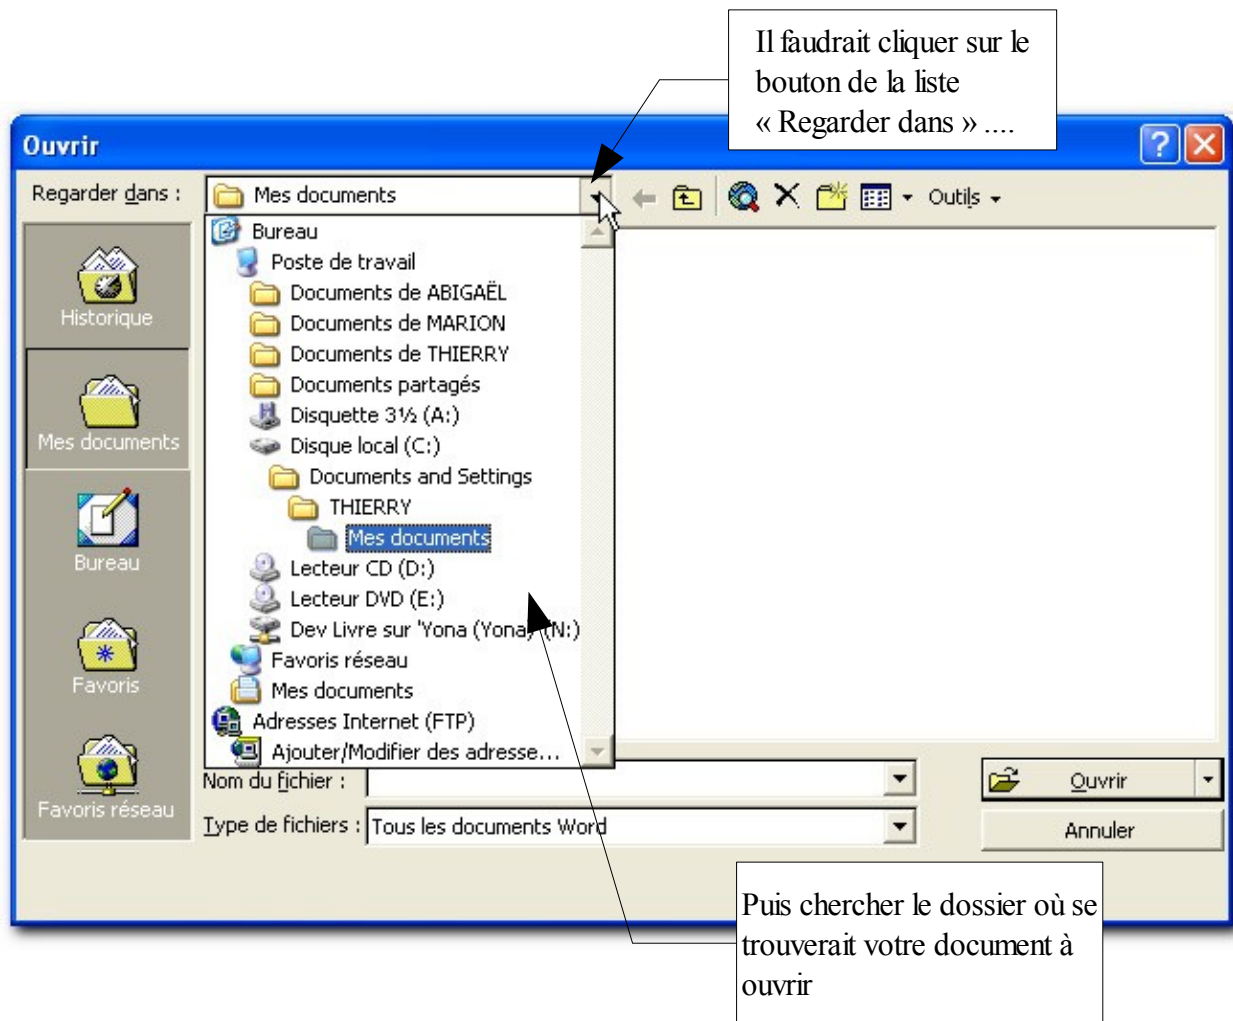 Il faudrait cliquer sur le
bouton de la liste
« Regarder dans » ....
Ouvrir
Regarder dans :
Mes documents
Outils
Historique
Mes documents
Bureau
Favoris
Favoris réseau
Bureau
Poste de travail
Documents de ABIGAËL
Documents de MARION
Documents de THIERRY
Documents partagés
Disquette 3½ (A:)
Disque local (C:)
Documents and Settings
THIERRY
Mes documents
Lecteur CD (D:)
Lecteur DVD (E:)
Dev Livre sur 'Yona (Yona)' (N:)
Favoris réseau
Mes documents
Adresses Internet (FTP)
Ajouter/Modifier des adresse...
Nom du fichier :
Ouvrir
Type de fichiers :
Tous les documents Word
Annuler
Puis chercher le dossier où se
trouverait votre document à
ouvrir